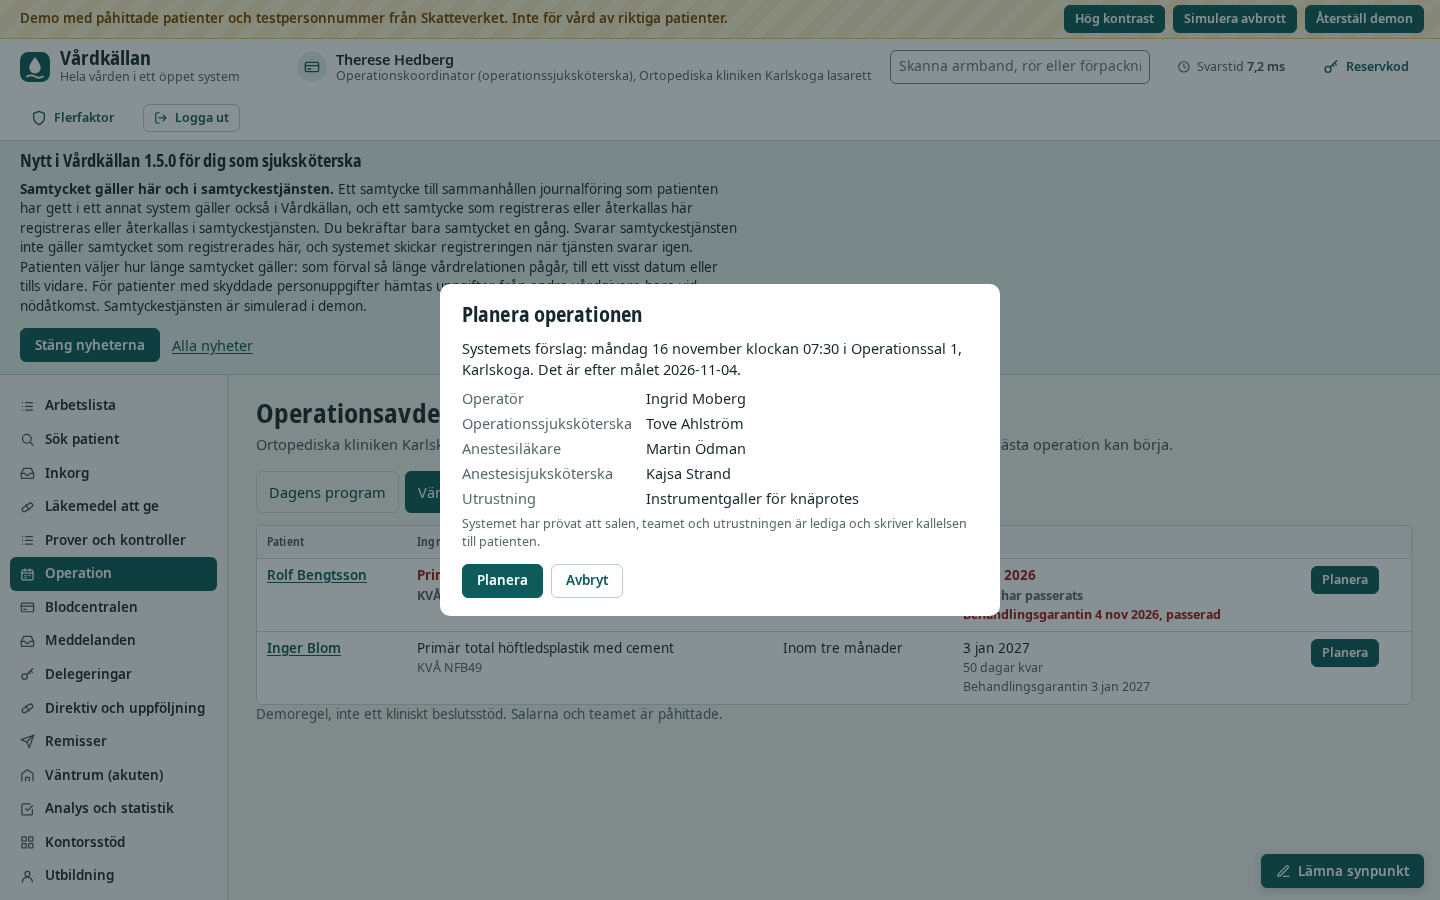 Demo med påhittade patienter och testpersonnummer från Skatteverket. Inte för vård av riktiga patienter.
Hög kontrast
Simulera avbrott
Återställ demon
Vårdkällan
Hela vården i ett öppet system
Therese Hedberg
Operationskoordinator (operationssjuksköterska), Ortopediska kliniken Karlskoga lasarett
Skanna armband, rör eller förpackni
Svarstid 7,2 ms
Reservkod
Flerfaktor
Logga ut
Nytt i Vårdkällan 1.5.0 för dig som sjuksköterska
Samtycket gäller här och i samtyckestjänsten. Ett samtycke till sammanhållen journalföring som patienten
har gett i ett annat system gäller också i Vårdkällan, och ett samtycke som registreras eller återkallas här
registreras eller återkallas i samtyckestjänsten. Du bekräftar bara samtycket en gång. Svarar samtyckestjänsten
inte gäller samtycket som registrerades här, och systemet skickar registreringen när tjänsten svarar igen.
Patienten väljer hur länge samtycket gäller: som förval så länge vårdrelationen pågår, till ett visst datum eller
tills vidare. För patienter med skyddade personuppgifter hämtas
nödåtkomst. Samtyckestjänsten är simulerad i demon.
Stäng nyheterna
Alla nyheter
Arbetslista
Sök patient
Inkorg
Läkemedel att ge
Prover och kontroller
Operation
Blodcentralen
Meddelanden
Delegeringar
Direktiv och uppföljning
Remisser
Väntrum (akuten)
Analys och statistik
Kontorsstöd
Utbildning
Operationsavde
Ortopediska kliniken Karlsk
ästa operation kan börja.
Dagens program
Vär
Patient
Ingr
Rolf Bengtsson
Prin
KVÅ
2026
har passerats
Behandlingsgarantin 4 nov 2026, passerad
Planera
Inger Blom
Primär total höftledsplastik med cement
KVÅ NFB49
Inom tre månader
3 jan 2027
50 dagar kvar
Behandlingsgarantin 3 jan 2027
Planera
Demoregel, inte ett kliniskt beslutsstöd. Salarna och teamet är påhittade.
Planera operationen
Systemets förslag: måndag 16 november klockan 07:30 i Operationssal 1,
Karlskoga. Det är efter målet 2026-11-04.
Operatör Ingrid Moberg
Operationssjuksköterska Tove Ahlström
Anestesiläkare Martin Ödman
Anestesisjuksköterska Kajsa Strand
Utrustning Instrumentgaller för knäprotes
Systemet har prövat att salen, teamet och utrustningen är lediga och skriver kallelsen
till patienten.
Planera
Avbryt
Lämna synpunkt